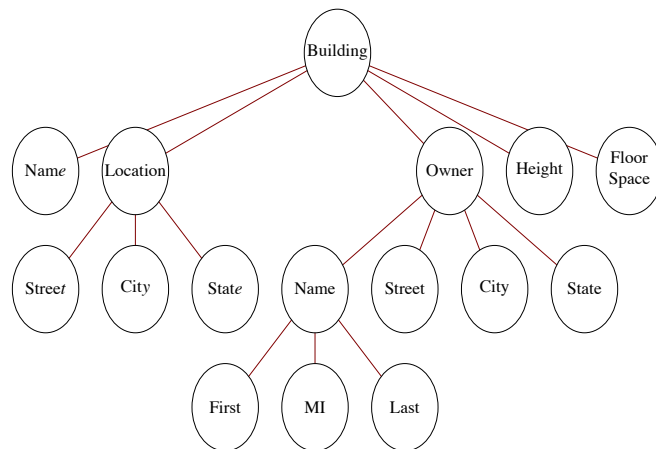 Building
Name
Location
Owner
Height
Floor
Space
Street
City
State
Name
Street
City
State
First
MI
Last